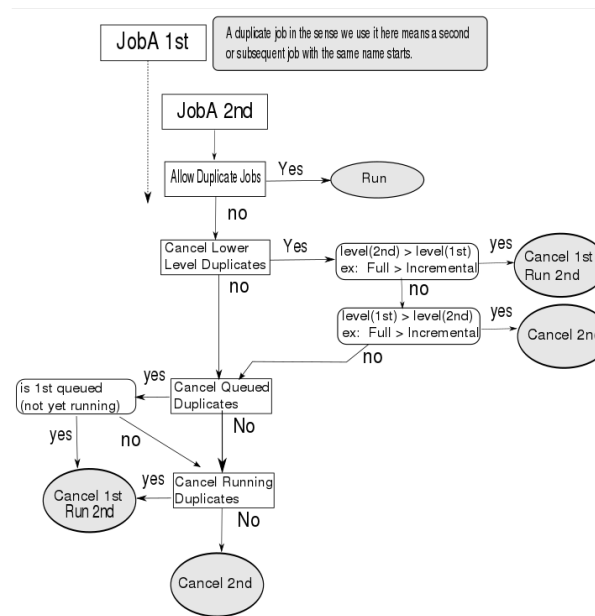 JobA 1st
A duplicate job in the sense we use it here means a second
or subsequent job with the same name starts.
JobA 2nd
Allow Duplicate Jobs
Yes
Run
no
Cancel Lower
Level Duplicates
Yes
level(2nd) > level(1st)
ex: Full > Incremental
yes
Cancel 1st
Run 2nd
no
no
level(1st) > level(2nd)
ex: Full > Incremental
yes
Cancel 2nd
no
is 1st queued
(not yet running)
yes
Cancel Queued
Duplicates
yes
no
No
Cancel 1st
Run 2nd
yes
Cancel Running
Duplicates
No
Cancel 2nd